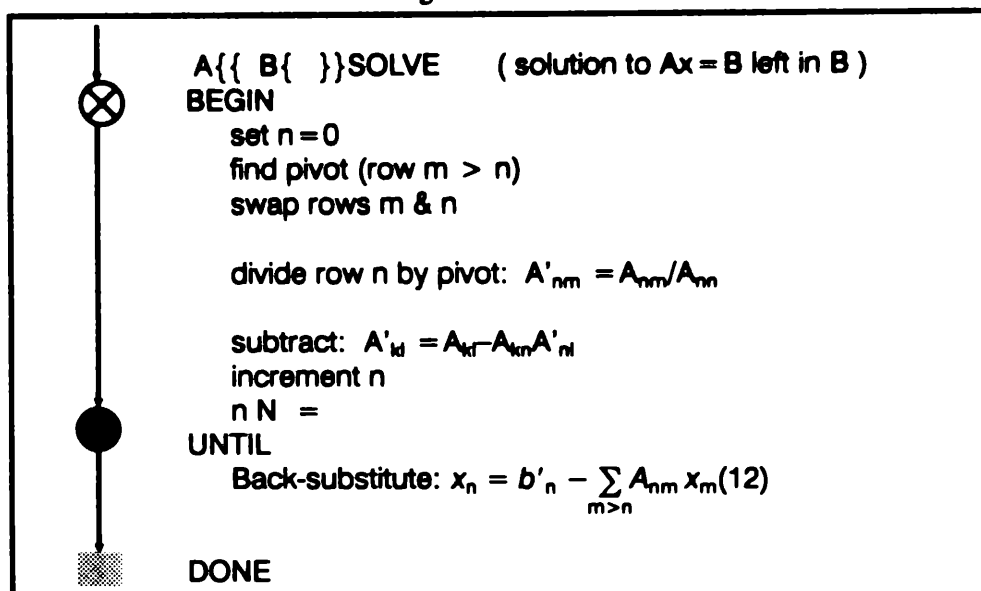 A{{ B{ }}SOLVE ( solution to Ax = B left in B )
BEGIN
set n = 0
find pivot (row m > n)
swap rows m & n
divide row n by pivot: A'nm = Anm/Ann
subtract: A'kl = Akl–AknA'nl
increment n
n N =
UNTIL
Back-substitute: xn = b'n − ∑m>n Anm xm(12)
DONE